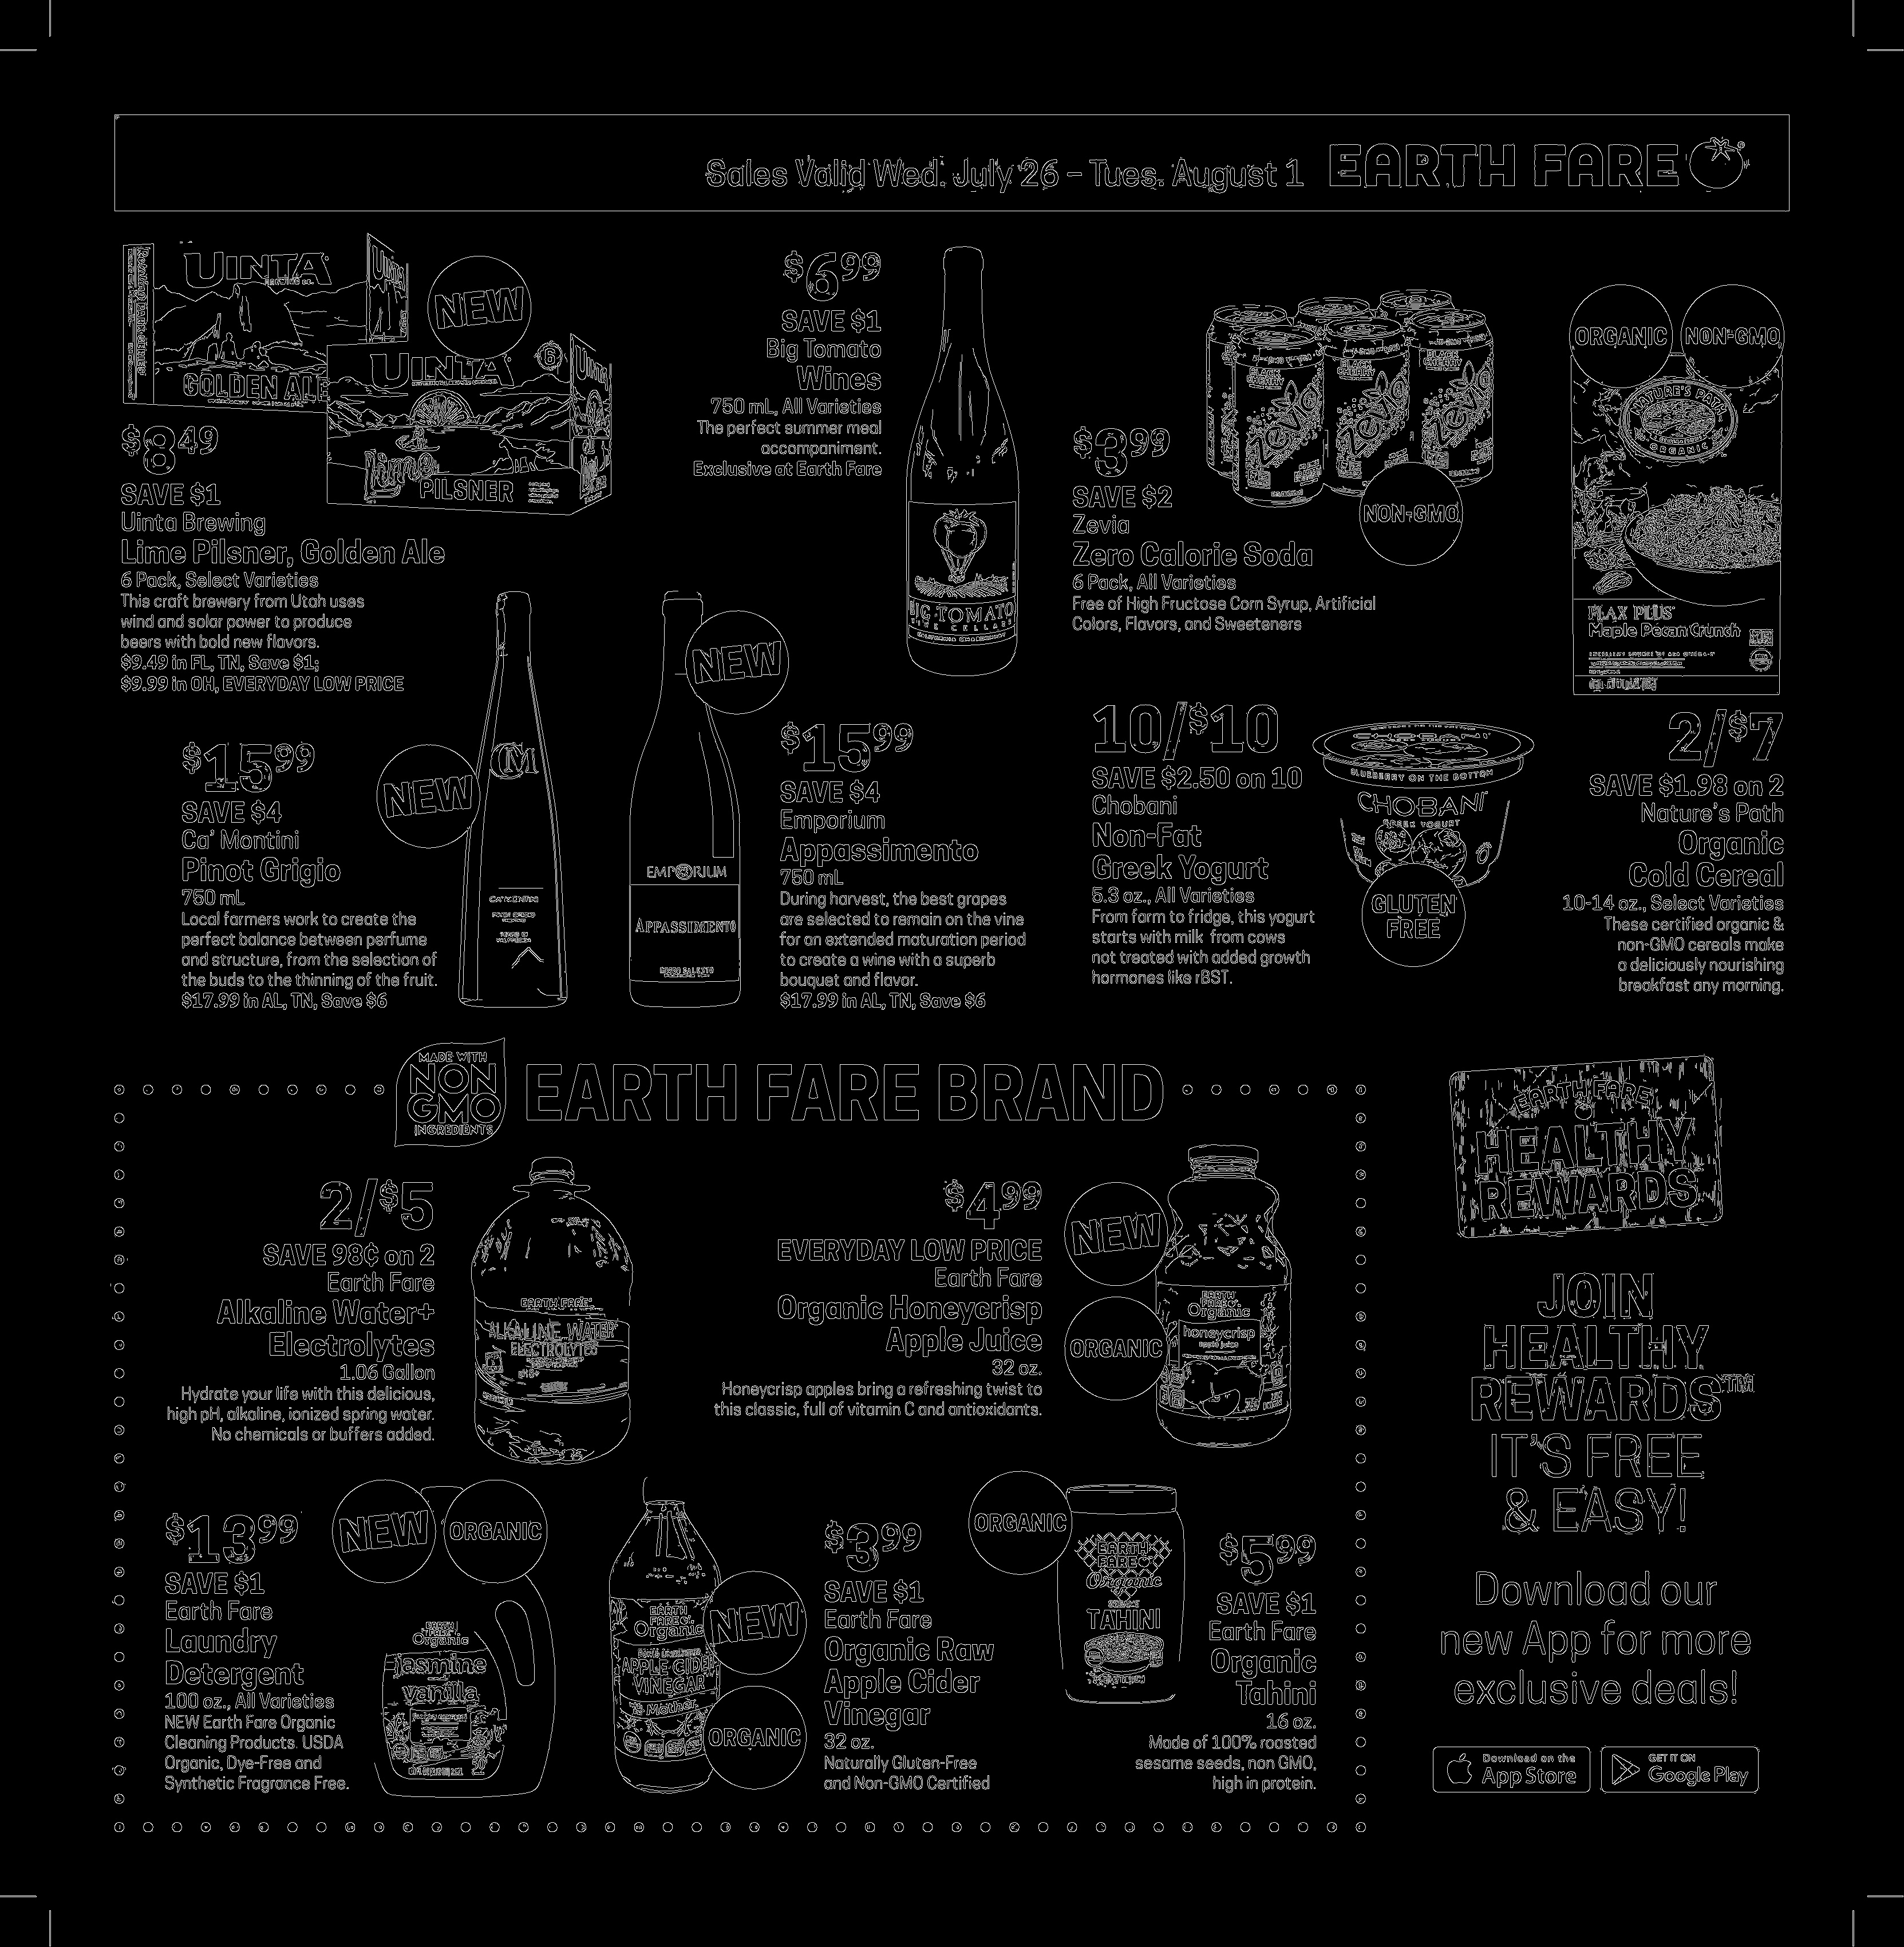 Sales Valid Wed. July 26 – Tues. August 1
EARTH FARE
UINTA
BREWING CO.
GOLDEN ALE
UINTA
UINTA
6
Lime
PILSNER
UINTA
NEW
$8.49
SAVE $1
Uinta Brewing
Lime Pilsner, Golden Ale
6 Pack, Select Varieties
This craft brewery from Utah uses
wind and solar power to produce
beers with bold new flavors.
$9.49 in FL, TN, Save $1;
$9.99 in OH, EVERYDAY LOW PRICE
$6.99
SAVE $1
Big Tomato
Wines
750 mL, All Varieties
The perfect summer meal
accompaniment.
Exclusive at Earth Fare
BIG TOMATO
WINE CELLARS
$3.99
SAVE $2
Zevia
Zero Calorie Soda
6 Pack, All Varieties
Free of High Fructose Corn Syrup, Artificial
Colors, Flavors, and Sweeteners
BLACK
CHERRY
zevia
BLACK
CHERRY
zevia
BLACK
CHERRY
zevia
NON-GMO
ORGANIC
NON-GMO
NATURE'S PATH
ORGANIC
FLAX PLUS
Maple Pecan Crunch
2/$7
SAVE $1.98 on 2
Nature's Path
Organic
Cold Cereal
10-14 oz., Select Varieties
These certified organic &
non-GMO cereals make
a deliciously nourishing
breakfast any morning.
$15.99
SAVE $4
Ca' Montini
Pinot Grigio
750 mL
Local farmers work to create the
perfect balance between perfume
and structure, from the selection of
the buds to the thinning of the fruit.
$17.99 in AL, TN, Save $6
NEW
CM
CA'MONTINI
NEW
EMPORIUM
APPASSIMENTO
$15.99
SAVE $4
Emporium
Appassimento
750 mL
During harvest, the best grapes
are selected to remain on the vine
for an extended maturation period
to create a wine with a superb
bouquet and flavor.
$17.99 in AL, TN, Save $6
10/$10
SAVE $2.50 on 10
Chobani
Non-Fat
Greek Yogurt
5.3 oz., All Varieties
From farm to fridge, this yogurt
starts with milk from cows
not treated with added growth
hormones like rBST.
CHOBANI
BLUEBERRY ON THE BOTTOM
CHOBANI
GREEK YOGURT
GLUTEN
FREE
MADE WITH
NON
GMO
INGREDIENTS
EARTH FARE BRAND
2/$5
SAVE 98¢ on 2
Earth Fare
Alkaline Water+
Electrolytes
1.06 Gallon
Hydrate your life with this delicious,
high pH, alkaline, ionized spring water.
No chemicals or buffers added.
EARTH FARE
ALKALINE WATER
ELECTROLYTES
$4.99
EVERYDAY LOW PRICE
Earth Fare
Organic Honeycrisp
Apple Juice
32 oz.
Honeycrisp apples bring a refreshing twist to
this classic, full of vitamin C and antioxidants.
NEW
ORGANIC
EARTH
FARE
Organic
honeycrisp
apple juice
$13.99
SAVE $1
Earth Fare
Laundry
Detergent
100 oz., All Varieties
NEW Earth Fare Organic
Cleaning Products. USDA
Organic, Dye-Free and
Synthetic Fragrance Free.
NEW
ORGANIC
EARTH
FARE
Organic
jasmine
vanilla
EARTH
FARE
Organic
APPLE CIDER
VINEGAR
Mother
NEW
ORGANIC
$3.99
SAVE $1
Earth Fare
Organic Raw
Apple Cider
Vinegar
32 oz.
Naturally Gluten-Free
and Non-GMO Certified
ORGANIC
EARTH
FARE
Organic
SESAME
TAHINI
$5.99
SAVE $1
Earth Fare
Organic
Tahini
16 oz.
Made of 100% roasted
sesame seeds, non GMO,
high in protein.
EARTH FARE
HEALTHY
REWARDS
JOIN
HEALTHY
REWARDS™
IT'S FREE
& EASY!
Download our
new App for more
exclusive deals!
Download on the
App Store
GET IT ON
Google Play